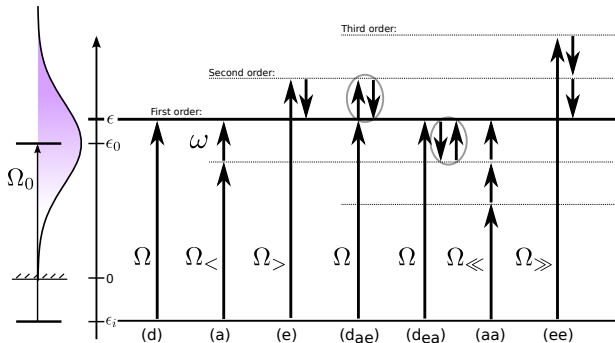 Third order:
Second order:
First order:
ϵ
ϵ₀
ω
Ω₀
Ω Ω< Ω> Ω Ω Ω≪ Ω≫
0
ϵᵢ
(d) (a) (e) (dae) (dea) (aa) (ee)